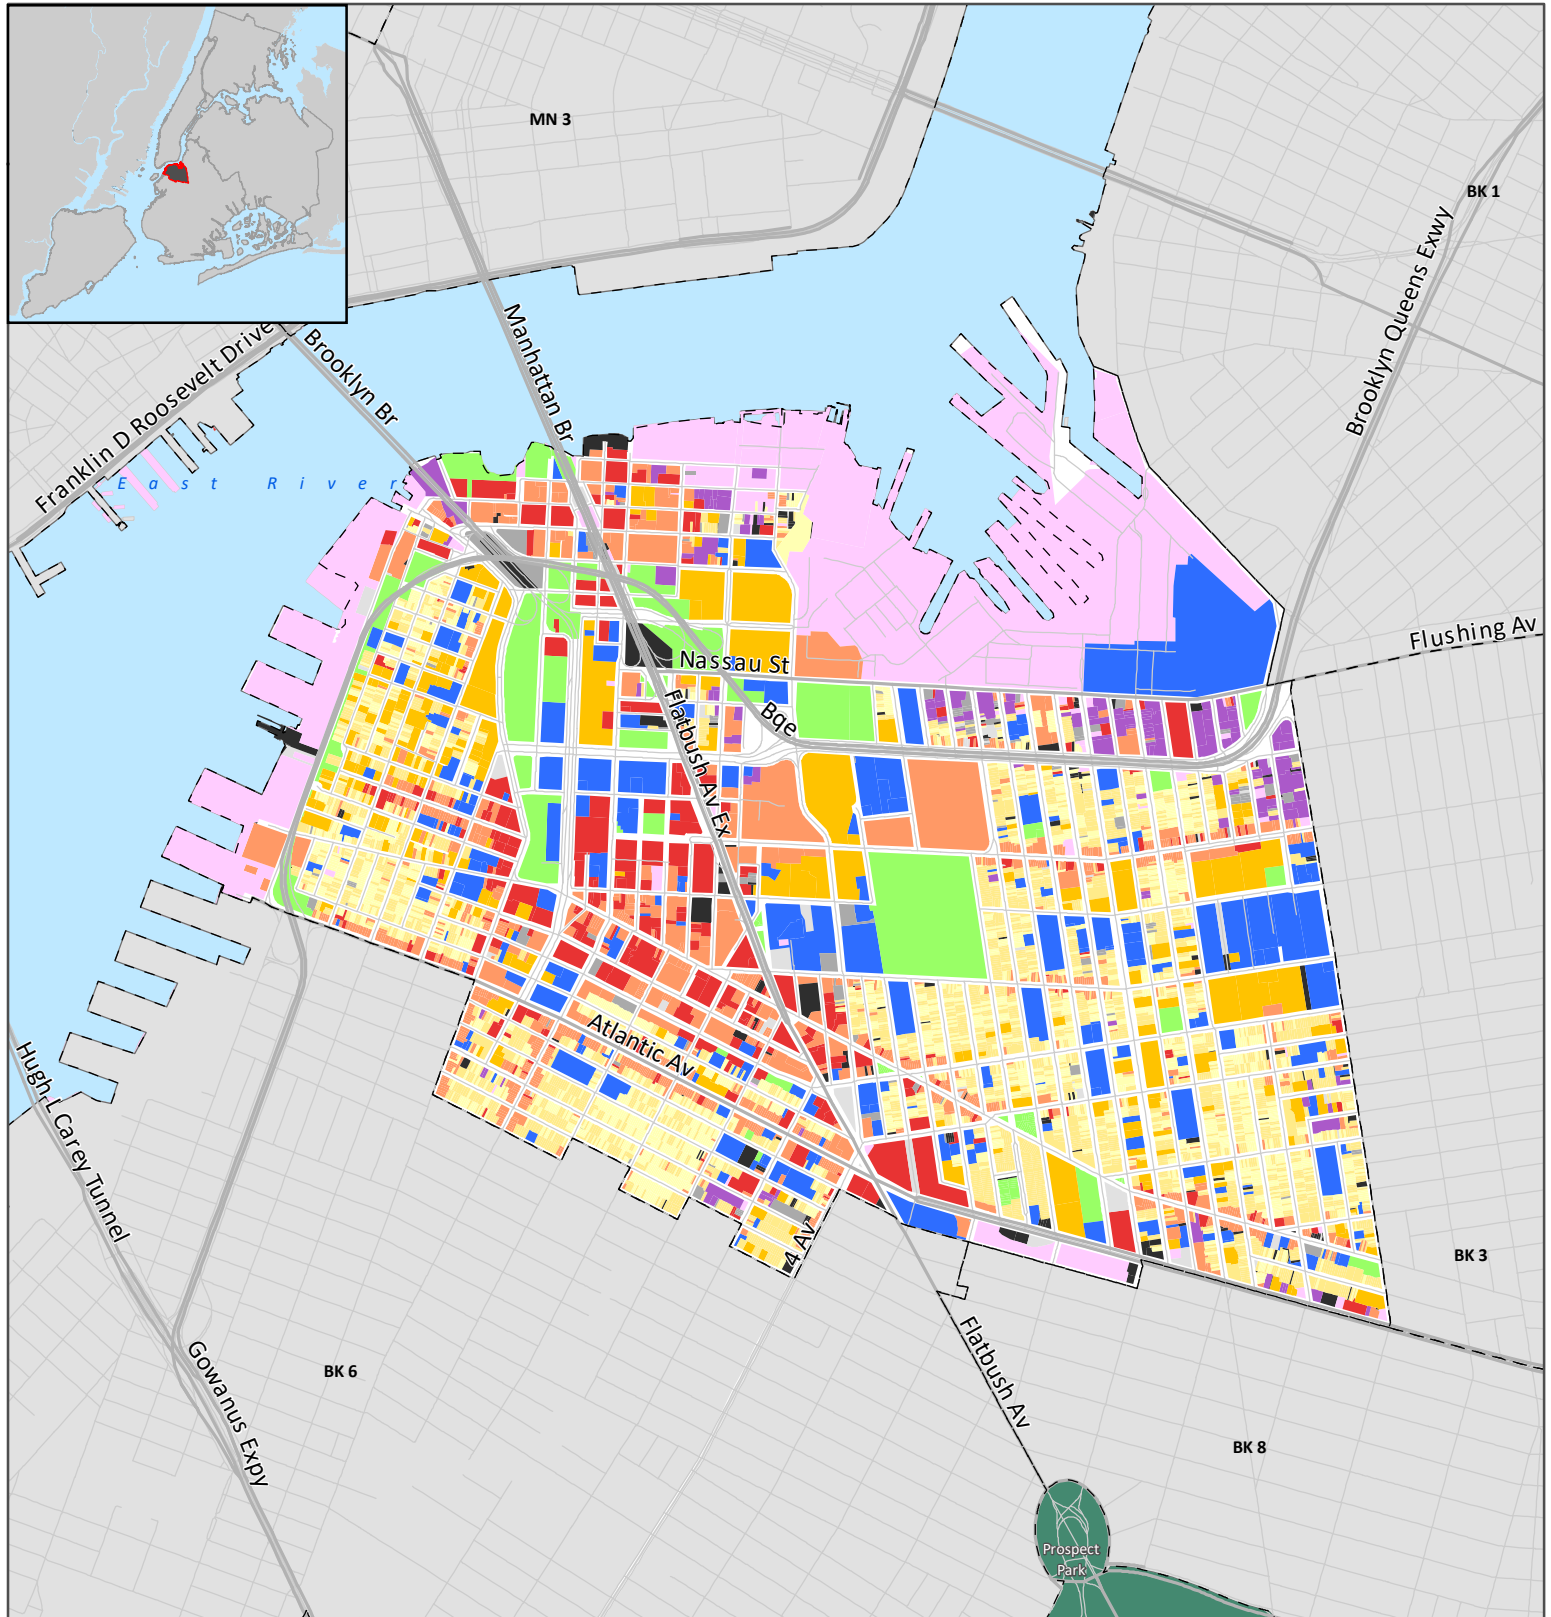 MN 3
BK 1
Brooklyn Queens Exwy
Manhattan Br
Brooklyn Br
Franklin D Roosevelt Drive
East River
Flushing Av
Nassau St
Bqe
Flatbush Av Ex
Atlantic Av
Hugh L Carey Tunnel
4 Av
BK 3
Flatbush Av
Gowanus Expy
BK 6
BK 8
Prospect
Park